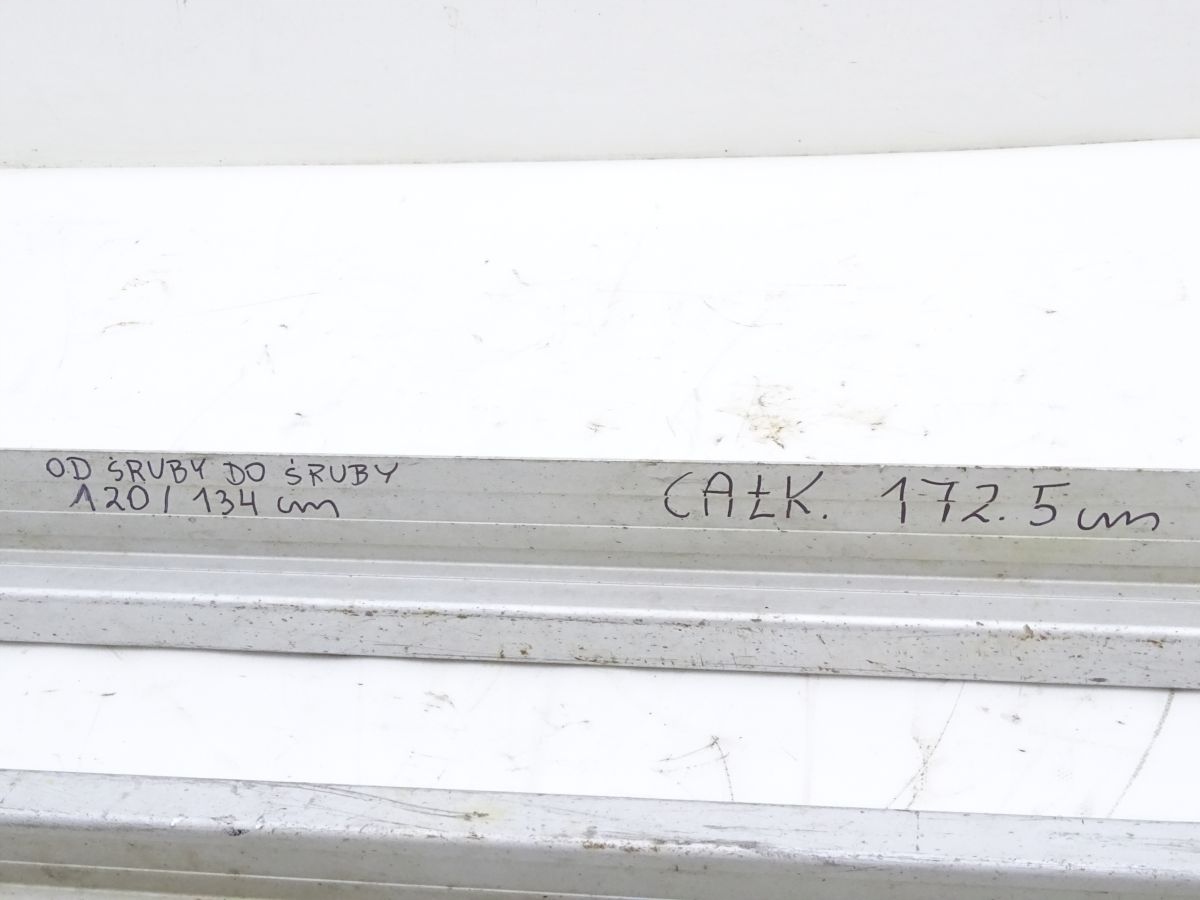 OD ŚRUBY DO ŚRUBY
120 / 134 cm
CAŁK. 172.5 cm